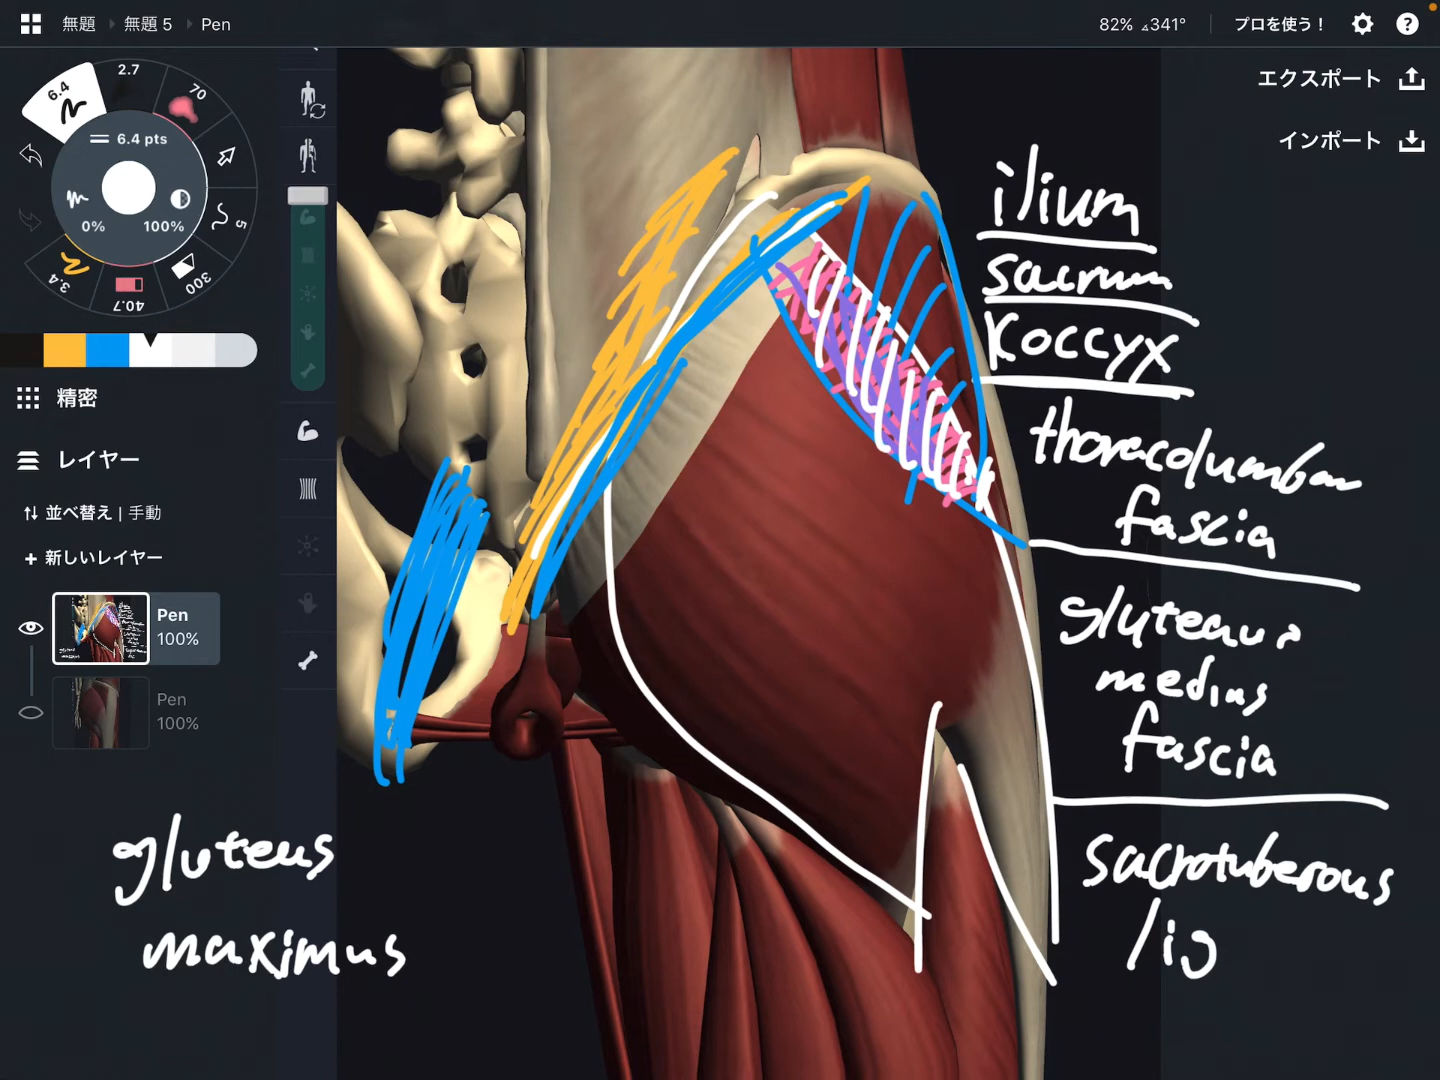 無題 無題 5 Pen
82% ⊿341° プロを使う！
エクスポート
インポート
6.4
2.7
70
5
300
40.7
3.4
6.4 pts
0% 100%
精密
レイヤー
並べ替え | 手動
+ 新しいレイヤー
Pen
100%
Pen
100%
ilium
sacrum
Koccyx
thoracolumbar
fascia
gluteus
medius
fascia
sacrotuberous
lig
gluteus
maximus